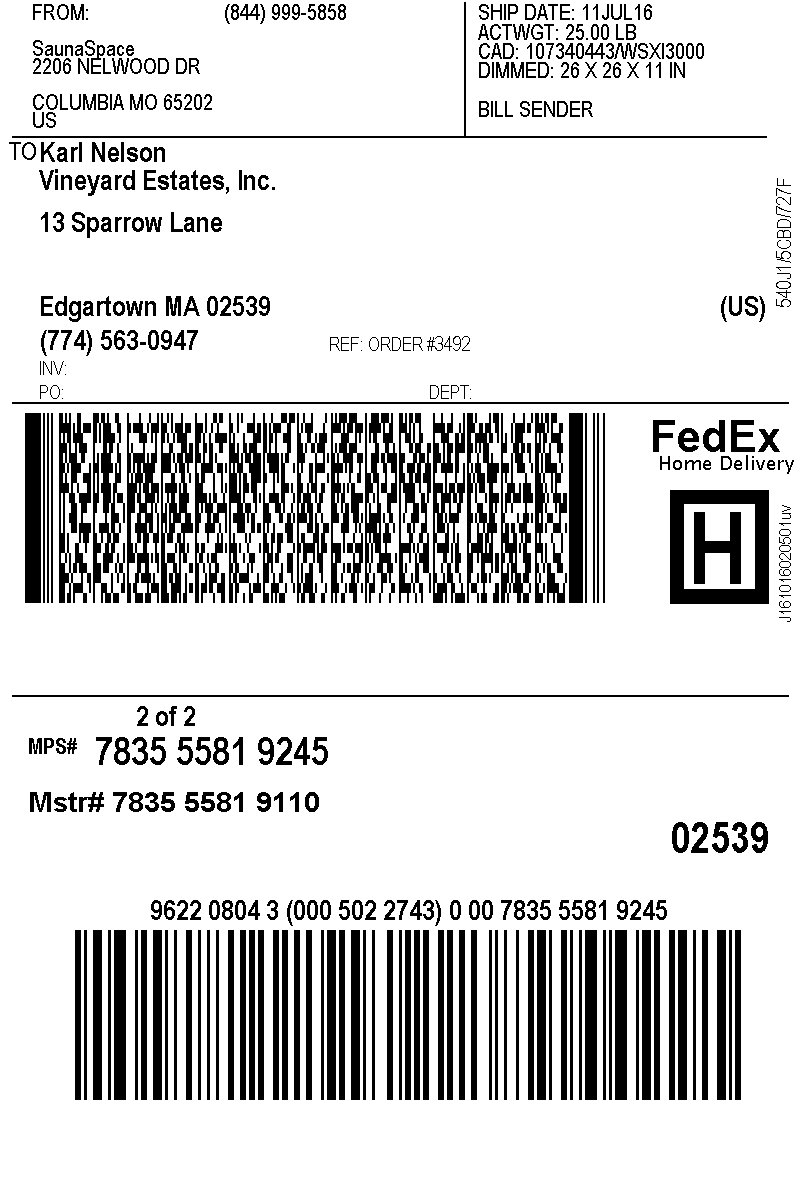 FROM: (844) 999-5858
SaunaSpace
2206 NELWOOD DR
COLUMBIA MO 65202
US
SHIP DATE: 11JUL16
ACTWGT: 25.00 LB
CAD: 107340443/WSXI3000
DIMMED: 26 X 26 X 11 IN
BILL SENDER
TO Karl Nelson
Vineyard Estates, Inc.
13 Sparrow Lane
Edgartown MA 02539 (US)
(774) 563-0947 REF: ORDER #3492
INV:
PO: DEPT:
540J1/5CBD/727F
FedEx
Home Delivery
H
J161016020501uv
2 of 2
MPS# 7835 5581 9245
Mstr# 7835 5581 9110
02539
9622 0804 3 (000 502 2743) 0 00 7835 5581 9245